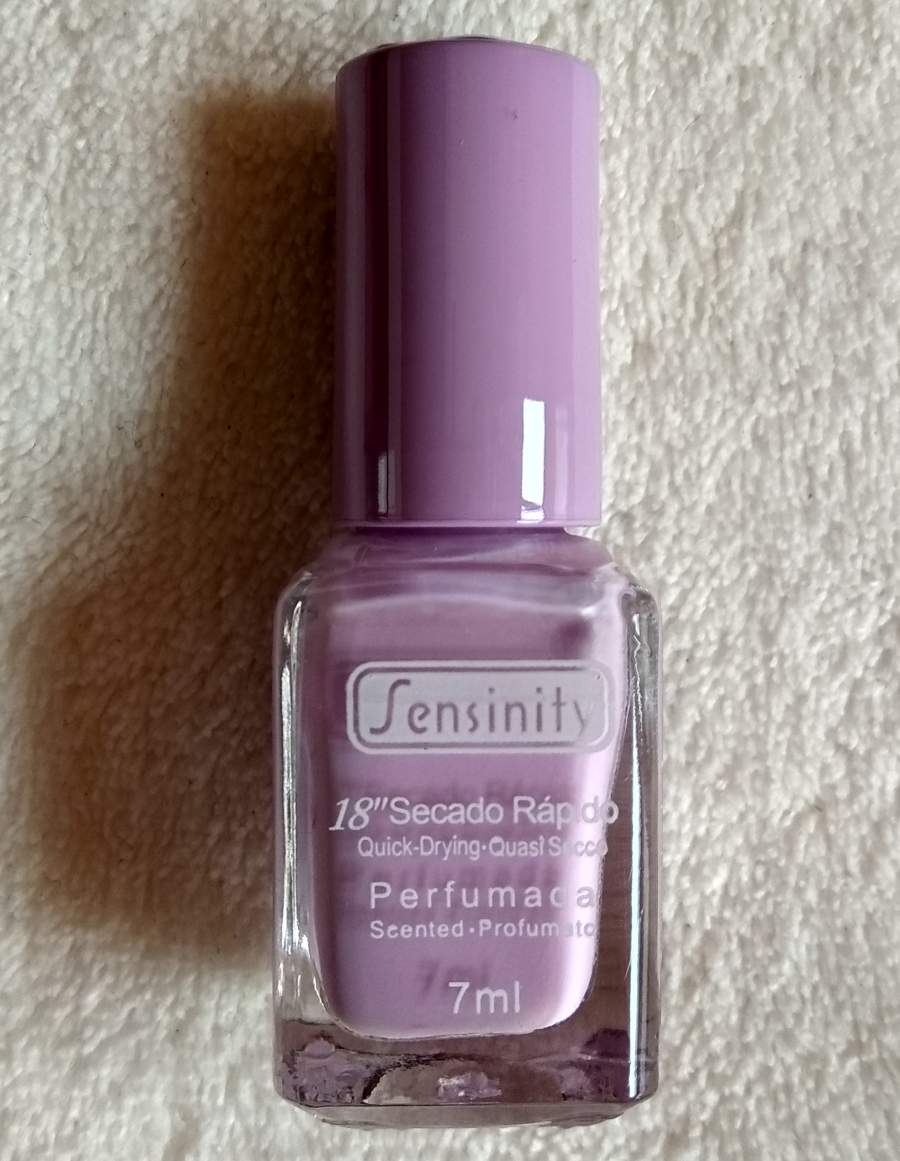 Sensinity
18" Secado Rápido
Quick-Drying·Quasi Secco
Perfumada
Scented·Profumato
7ml